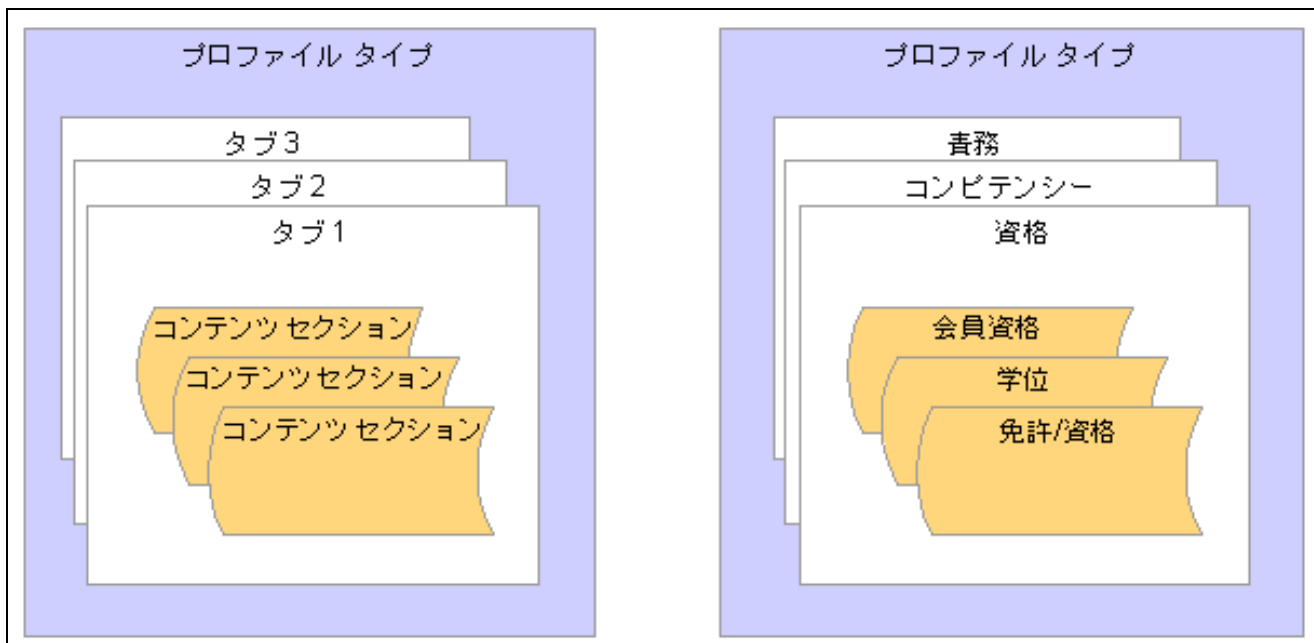 プロファイル タイプ
タブ3
タブ2
タブ1
コンテンツ セクション
コンテンツ セクション
コンテンツ セクション
プロファイル タイプ
責務
コンピテンシー
資格
会員資格
学位
免許/資格